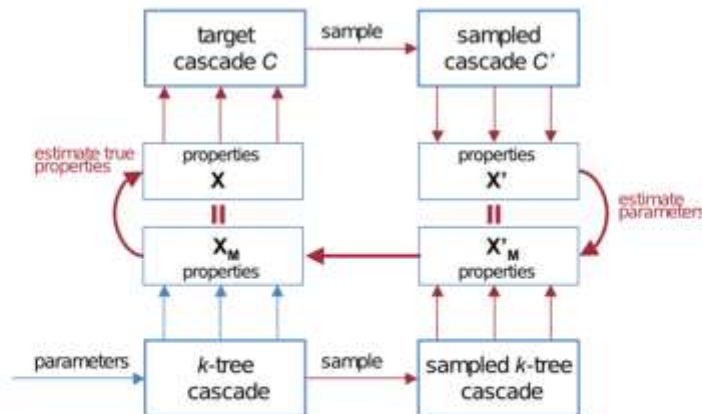 target
cascade C
sample
sampled
cascade C'
estimate true
properties
properties
X
properties
X'
estimate
parameters
X_M
properties
X'_M
properties
parameters
k-tree
cascade
sample
sampled k-tree
cascade